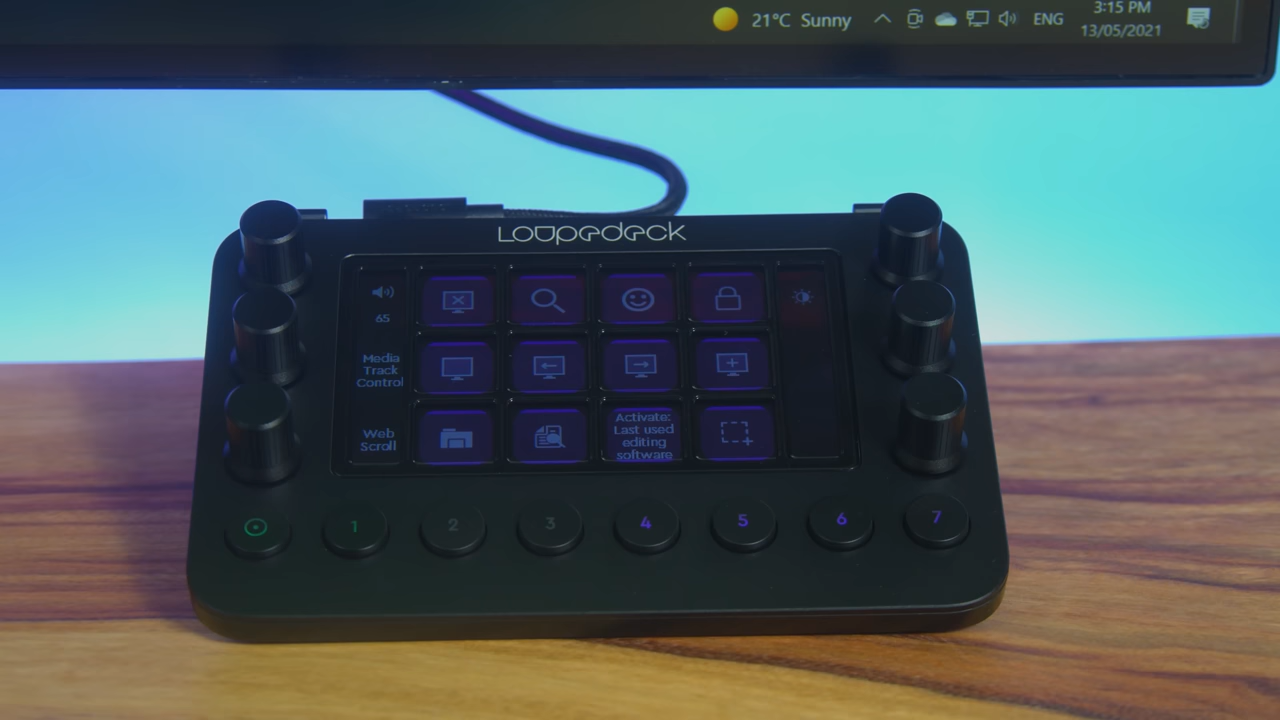 21°C Sunny
ENG
3:15 PM
13/05/2021
Loupedeck
65
Media
Track
Control
Web
Scroll
Activate:
Last used
editing
software
1 2 3 4 5 6 7